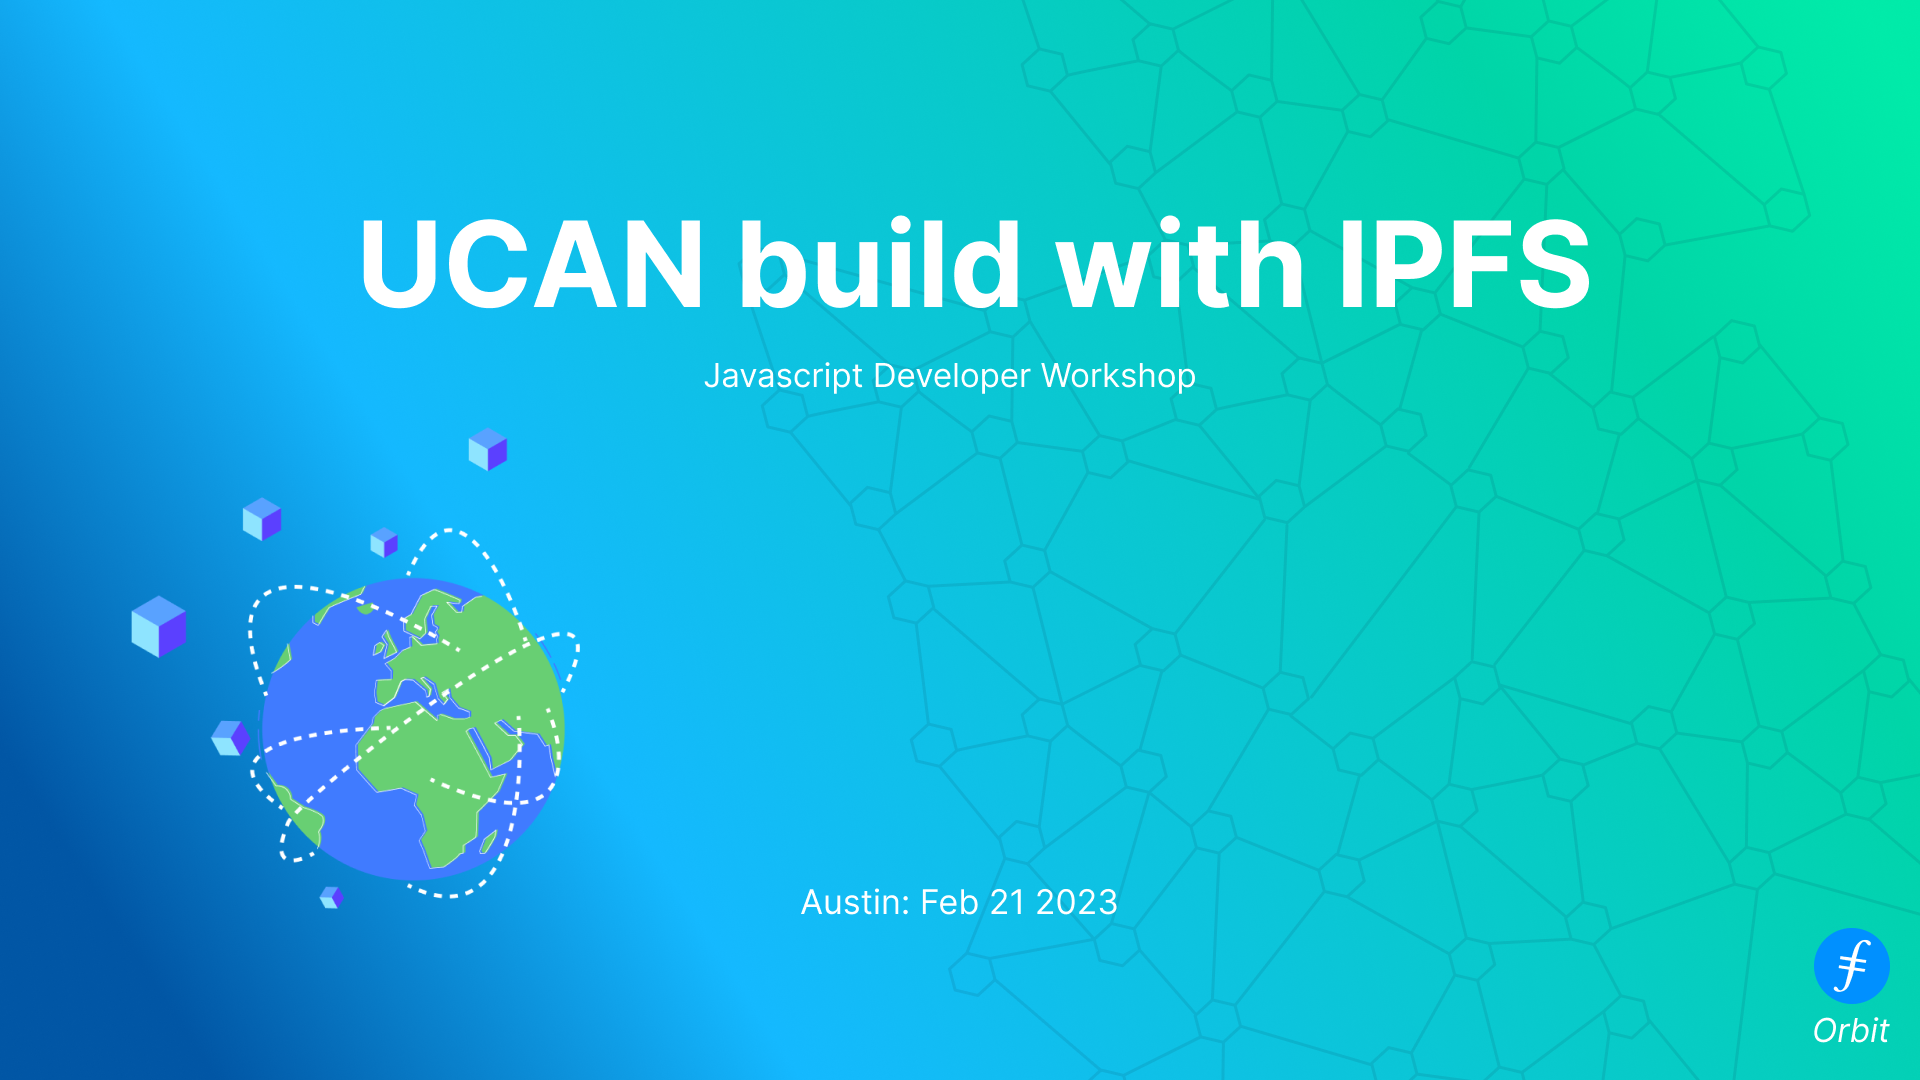 UCAN build with IPFS
Javascript Developer Workshop
Austin: Feb 21 2023
Orbit